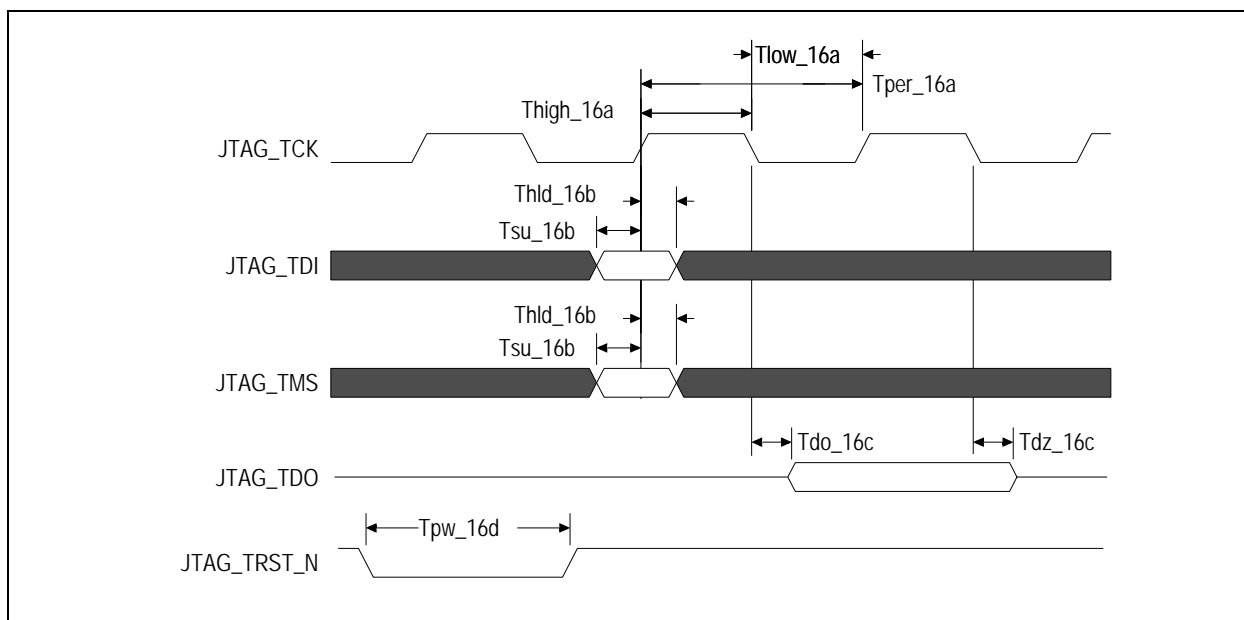 Tlow_16a
Tper_16a
Thigh_16a
JTAG_TCK
Thld_16b
Tsu_16b
JTAG_TDI
Thld_16b
Tsu_16b
JTAG_TMS
Tdo_16c
Tdz_16c
JTAG_TDO
Tpw_16d
JTAG_TRST_N